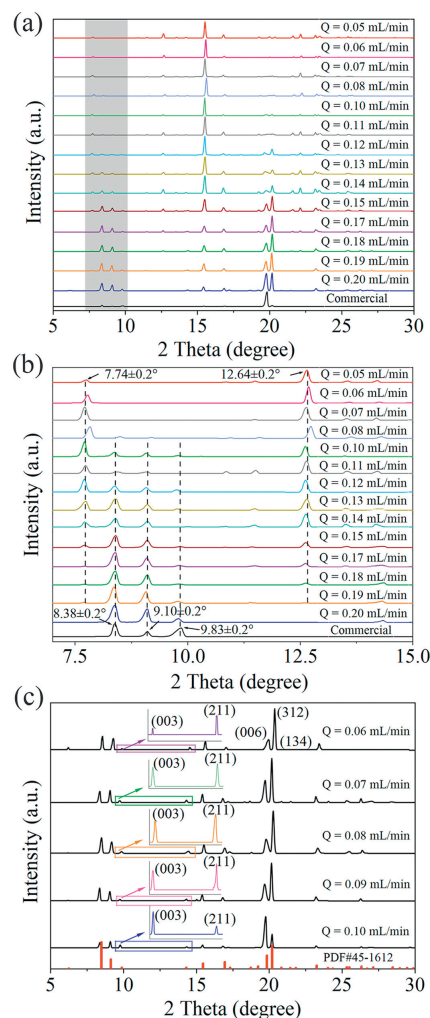 (a)
Intensity (a.u.)
Q = 0.05 mL/min
Q = 0.06 mL/min
Q = 0.07 mL/min
Q = 0.08 mL/min
Q = 0.10 mL/min
Q = 0.11 mL/min
Q = 0.12 mL/min
Q = 0.13 mL/min
Q = 0.14 mL/min
Q = 0.15 mL/min
Q = 0.17 mL/min
Q = 0.18 mL/min
Q = 0.19 mL/min
Q = 0.20 mL/min
Commercial
5 10 15 20 25 30
2 Theta (degree)
(b)
Intensity (a.u.)
7.74±0.2° 12.64±0.2°
Q = 0.05 mL/min
Q = 0.06 mL/min
Q = 0.07 mL/min
Q = 0.08 mL/min
Q = 0.10 mL/min
Q = 0.11 mL/min
Q = 0.12 mL/min
Q = 0.13 mL/min
Q = 0.14 mL/min
Q = 0.15 mL/min
Q = 0.17 mL/min
Q = 0.18 mL/min
Q = 0.19 mL/min
8.38±0.2° 9.10±0.2°
Q = 0.20 mL/min
9.83±0.2°
Commercial
7.5 10.0 12.5 15.0
2 Theta (degree)
(c)
Intensity (a.u.)
(003) (211) (312)
(006) (134)
Q = 0.06 mL/min
(003) (211)
Q = 0.07 mL/min
(003) (211)
Q = 0.08 mL/min
(003) (211)
Q = 0.09 mL/min
(003) (211)
Q = 0.10 mL/min
PDF#45-1612
5 10 15 20 25 30
2 Theta (degree)